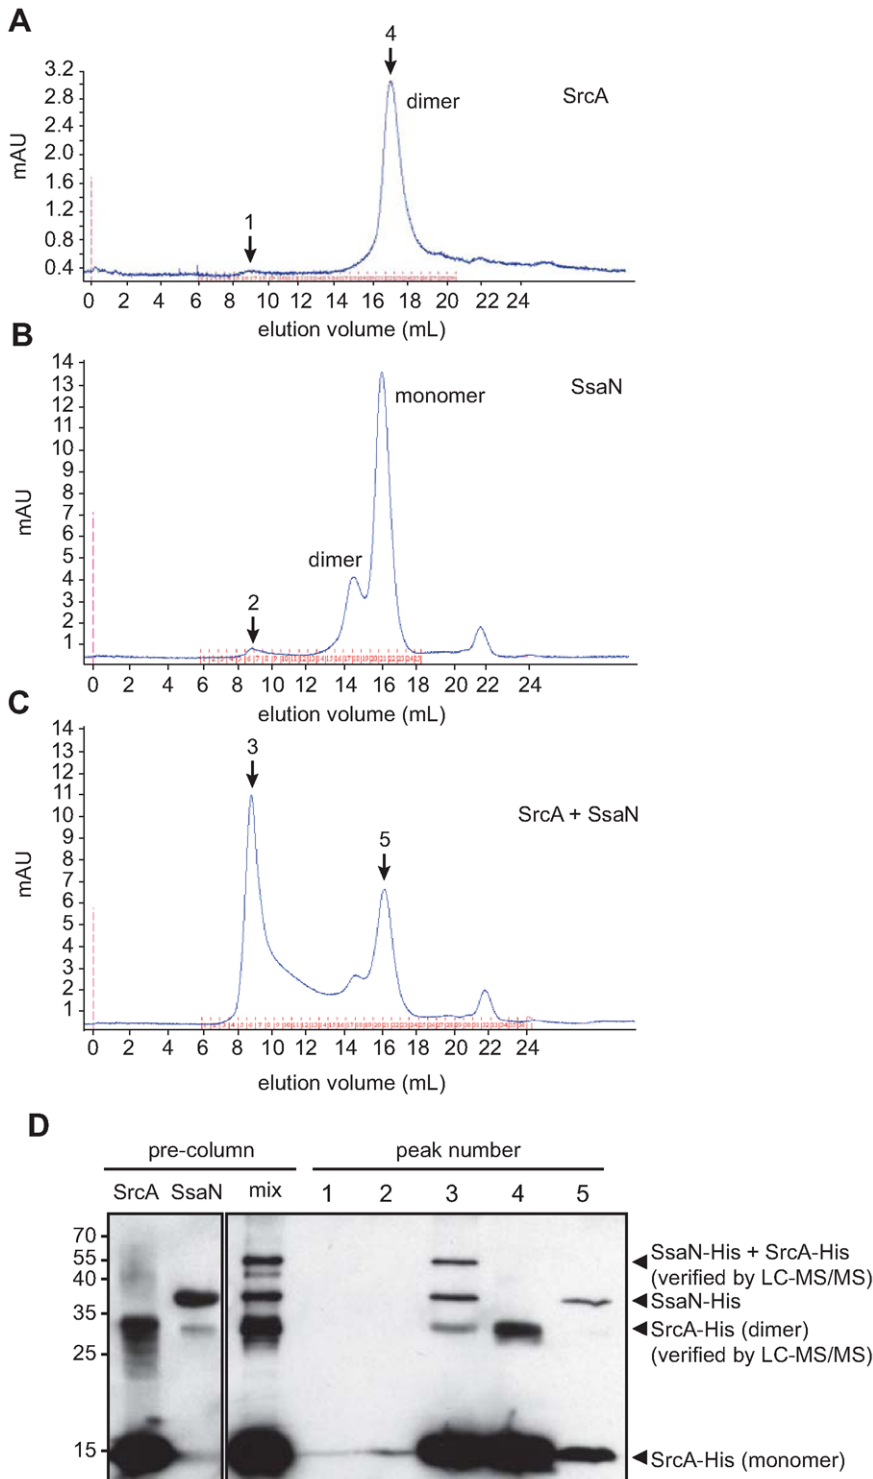 A
4
3.2
2.8
2.4
2.0
1.6
1.2
0.8
0.4
mAU
dimer
SrcA
1
0 2 4 6 8 10 12 14 16 18 20 22 24
elution volume (mL)
B
14
13
12
11
10
9
8
7
6
5
4
3
2
1
mAU
monomer
SsaN
dimer
2
0 2 4 6 8 10 12 14 16 18 20 22 24
elution volume (mL)
C
14
13
12
11
10
9
8
7
6
5
4
3
2
1
mAU
3
SrcA + SsaN
5
0 2 4 6 8 10 12 14 16 18 20 22 24
elution volume (mL)
D
pre-column peak number
SrcA SsaN mix 1 2 3 4 5
70
55
40
35
25
15
SsaN-His + SrcA-His
(verified by LC-MS/MS)
SsaN-His
SrcA-His (dimer)
(verified by LC-MS/MS)
SrcA-His (monomer)